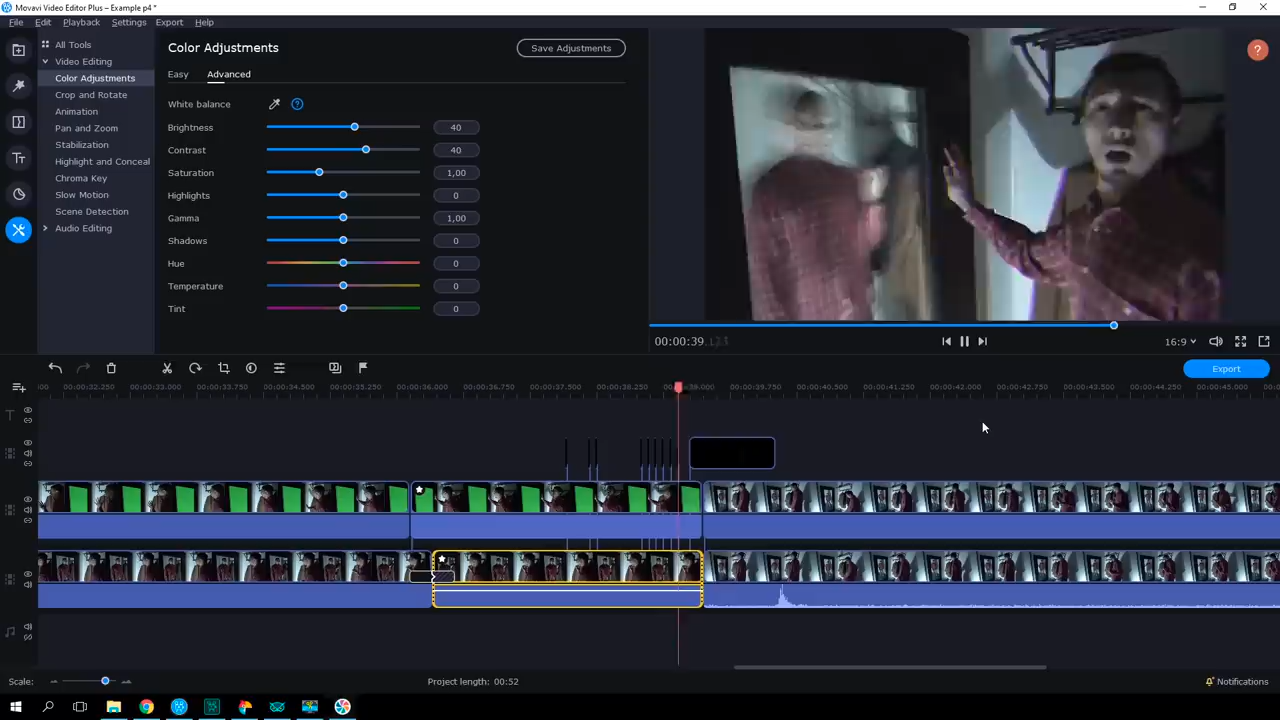 Movavi Video Editor Plus – Example p4 *
File Edit Playback Settings Export Help
All Tools
Video Editing
Color Adjustments
Crop and Rotate
Animation
Pan and Zoom
Stabilization
Highlight and Conceal
Chroma Key
Slow Motion
Scene Detection
Audio Editing
Color Adjustments
Save Adjustments
Easy Advanced
White balance ?
Brightness 40
Contrast 40
Saturation 1,00
Highlights 0
Gamma 1,00
Shadows 0
Hue 0
Temperature 0
Tint 0
?
00:00:39
16:9
Export
00:00:32.250 00:00:33.000 00:00:33.750 00:00:34.500 00:00:35.250 00:00:36.000 00:00:36.750 00:00:37.500 00:00:38.250 00:00:39.750 00:00:40.500 00:00:41.250 00:00:42.000 00:00:42.750 00:00:43.500 00:00:44.250 00:00:45.000
Scale:
Project length: 00:52
Notifications